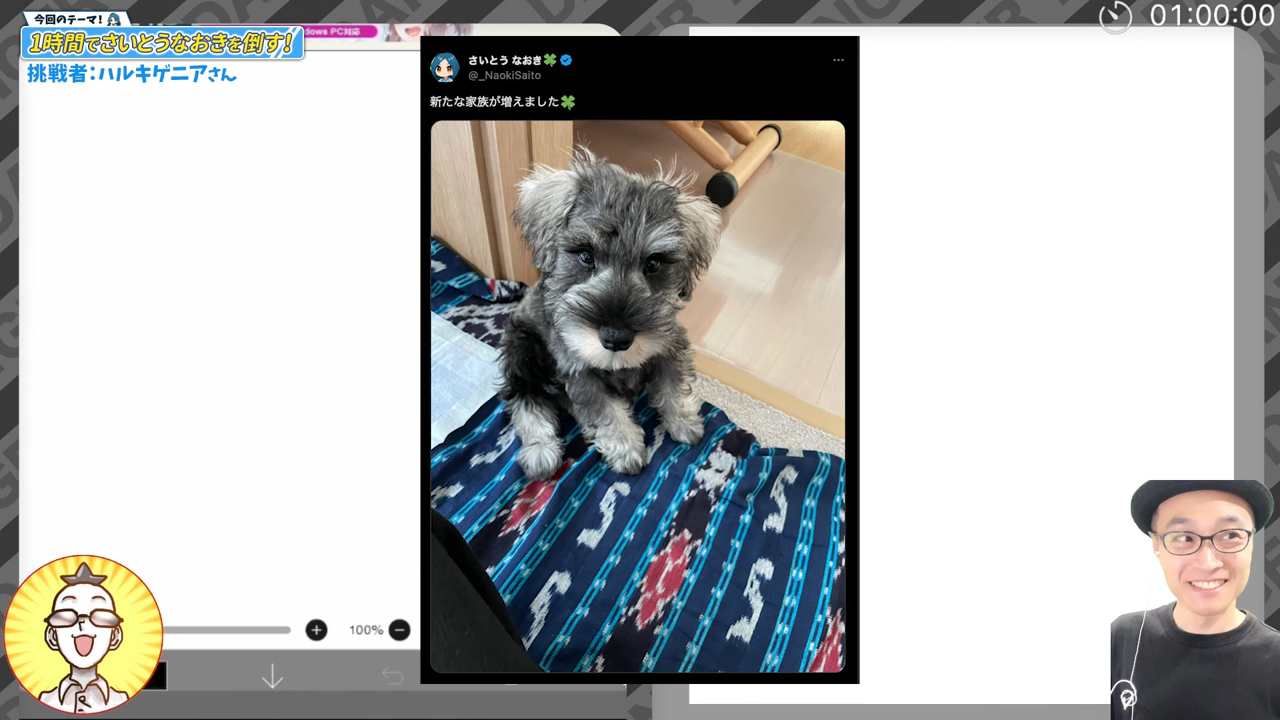 今回のテーマ!
1時間でさいとうなおきを倒す!
挑戦者:ハルキゲニアさん
dows PC対応
01:00:00
さいとう なおき🍀
@_NaokiSaito
新たな家族が増えました🍀
100%